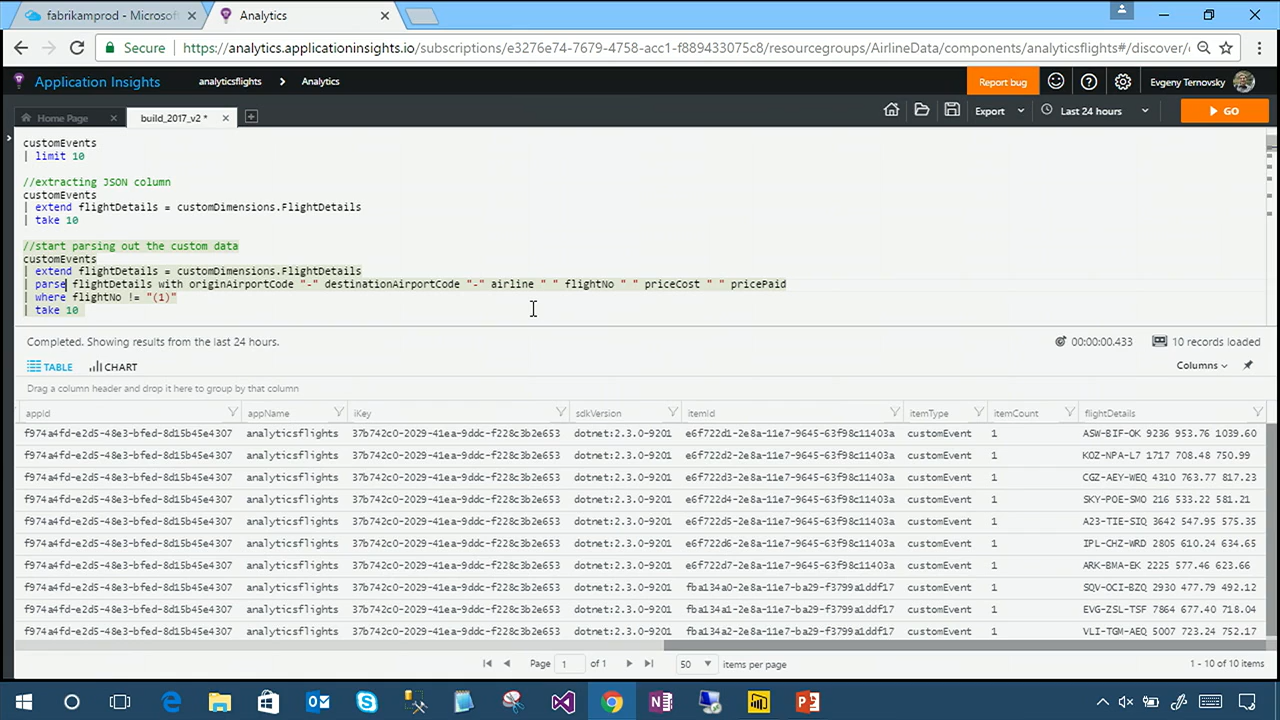 fabrikamprod - Microsoft
Analytics
Secure
https://analytics.applicationinsights.io/subscriptions/e3276e74-7679-4758-acc1-f889433075c8/resourcegroups/AirlineData/components/analyticsflights#/discover/
Application Insights
analyticsflights
Analytics
Report bug
Evgeny Ternovsky
Home Page
build_2017_v2 *
Export
Last 24 hours
GO
customEvents
| limit 10
//extracting JSON column
customEvents
| extend flightDetails = customDimensions.FlightDetails
| take 10
//start parsing out the custom data
customEvents
| extend flightDetails = customDimensions.FlightDetails
| parse flightDetails with originAirportCode "-" destinationAirportCode "-" airline " " flightNo " " priceCost " " pricePaid
| where flightNo != "(1)"
| take 10
Completed. Showing results from the last 24 hours.
00:00:00.433
10 records loaded
TABLE
CHART
Columns
Drag a column header and drop it here to group by that column
appId appName iKey sdkVersion itemId itemType itemCount flightDetails
f974a4fd-e2d5-48e3-bfed-8d15b45e4307 analyticsflights 37b742c0-2029-41ea-9ddc-f228c3b2e653 dotnet:2.3.0-9201 e6f722d1-2e8a-11e7-9645-63f98c11403a customEvent 1 ASW-BIF-OK 9236 953.76 1039.60
f974a4fd-e2d5-48e3-bfed-8d15b45e4307 analyticsflights 37b742c0-2029-41ea-9ddc-f228c3b2e653 dotnet:2.3.0-9201 e6f722d2-2e8a-11e7-9645-63f98c11403a customEvent 1 KOZ-NPA-L7 1717 708.48 750.99
f974a4fd-e2d5-48e3-bfed-8d15b45e4307 analyticsflights 37b742c0-2029-41ea-9ddc-f228c3b2e653 dotnet:2.3.0-9201 e6f722d3-2e8a-11e7-9645-63f98c11403a customEvent 1 CGZ-AEY-WEQ 4310 763.77 817.23
f974a4fd-e2d5-48e3-bfed-8d15b45e4307 analyticsflights 37b742c0-2029-41ea-9ddc-f228c3b2e653 dotnet:2.3.0-9201 e6f722d4-2e8a-11e7-9645-63f98c11403a customEvent 1 SKY-POE-SMO 216 533.22 581.21
f974a4fd-e2d5-48e3-bfed-8d15b45e4307 analyticsflights 37b742c0-2029-41ea-9ddc-f228c3b2e653 dotnet:2.3.0-9201 e6f722d5-2e8a-11e7-9645-63f98c11403a customEvent 1 A23-TIE-SIQ 3642 547.95 575.35
f974a4fd-e2d5-48e3-bfed-8d15b45e4307 analyticsflights 37b742c0-2029-41ea-9ddc-f228c3b2e653 dotnet:2.3.0-9201 e6f722d6-2e8a-11e7-9645-63f98c11403a customEvent 1 IPL-CHZ-WRD 2805 610.24 634.65
f974a4fd-e2d5-48e3-bfed-8d15b45e4307 analyticsflights 37b742c0-2029-41ea-9ddc-f228c3b2e653 dotnet:2.3.0-9201 e6f722d7-2e8a-11e7-9645-63f98c11403a customEvent 1 ARK-BMA-EK 2225 577.46 623.66
f974a4fd-e2d5-48e3-bfed-8d15b45e4307 analyticsflights 37b742c0-2029-41ea-9ddc-f228c3b2e653 dotnet:2.3.0-9201 fba134a0-2e8a-11e7-ba29-f3799a1ddf17 customEvent 1 SQV-OCI-BZQ 2930 477.79 492.12
f974a4fd-e2d5-48e3-bfed-8d15b45e4307 analyticsflights 37b742c0-2029-41ea-9ddc-f228c3b2e653 dotnet:2.3.0-9201 fba134a1-2e8a-11e7-ba29-f3799a1ddf17 customEvent 1 EVG-ZSL-TSF 7864 677.40 718.04
f974a4fd-e2d5-48e3-bfed-8d15b45e4307 analyticsflights 37b742c0-2029-41ea-9ddc-f228c3b2e653 dotnet:2.3.0-9201 fba134a2-2e8a-11e7-ba29-f3799a1ddf17 customEvent 1 VLI-TGM-AEQ 5007 723.24 752.17
Page 1 of 1
50 items per page
1 - 10 of 10 items